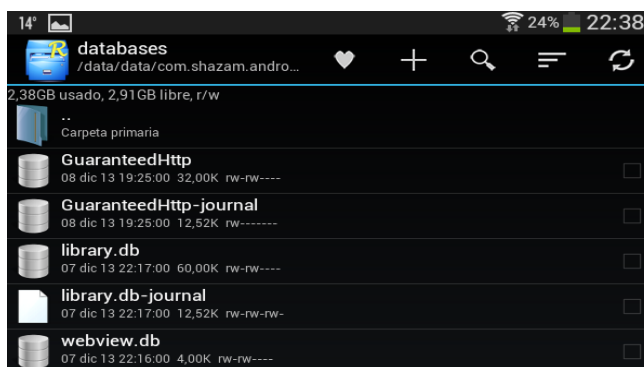 14° 24% 22:38
R databases
/data/data/com.shazam.andro...
2,38GB usado, 2,91GB libre, r/w
..
Carpeta primaria
GuaranteedHttp
08 dic 13 19:25:00 32,00K rw-rw----
GuaranteedHttp-journal
08 dic 13 19:25:00 12,52K rw-------
library.db
07 dic 13 22:17:00 60,00K rw-rw----
library.db-journal
07 dic 13 22:17:00 12,52K rw-rw-rw-
webview.db
07 dic 13 22:16:00 4,00K rw-rw----